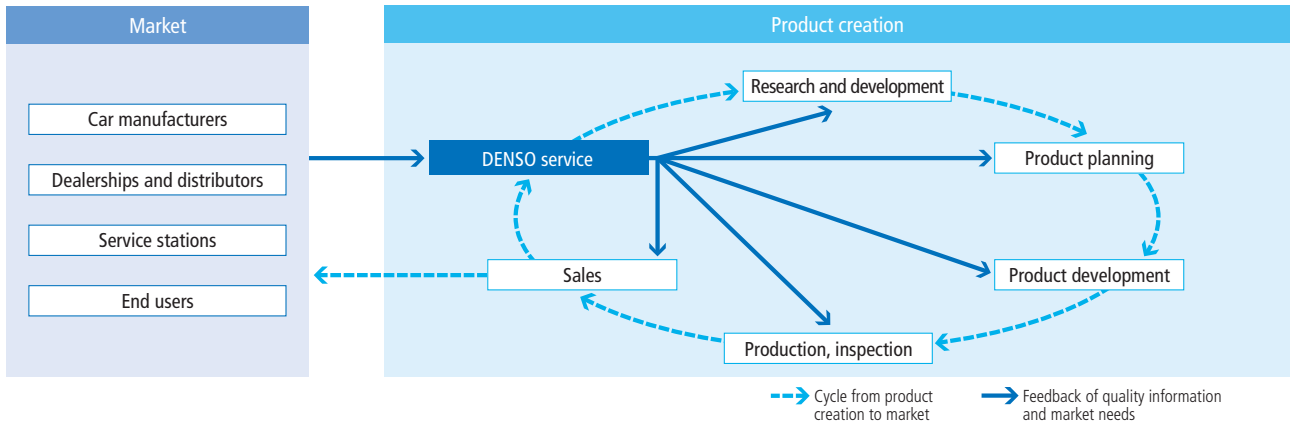 Market
Car manufacturers
Dealerships and distributors
Service stations
End users
Product creation
Research and development
DENSO service
Product planning
Sales
Product development
Production, inspection
Cycle from product
creation to market
Feedback of quality information
and market needs